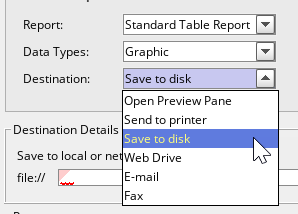 Report: Standard Table Report
Data Types: Graphic
Destination: Save to disk
Open Preview Pane
Send to printer
Save to disk
Destination Details
Web Drive
Save to local or net
E-mail
file://
Fax